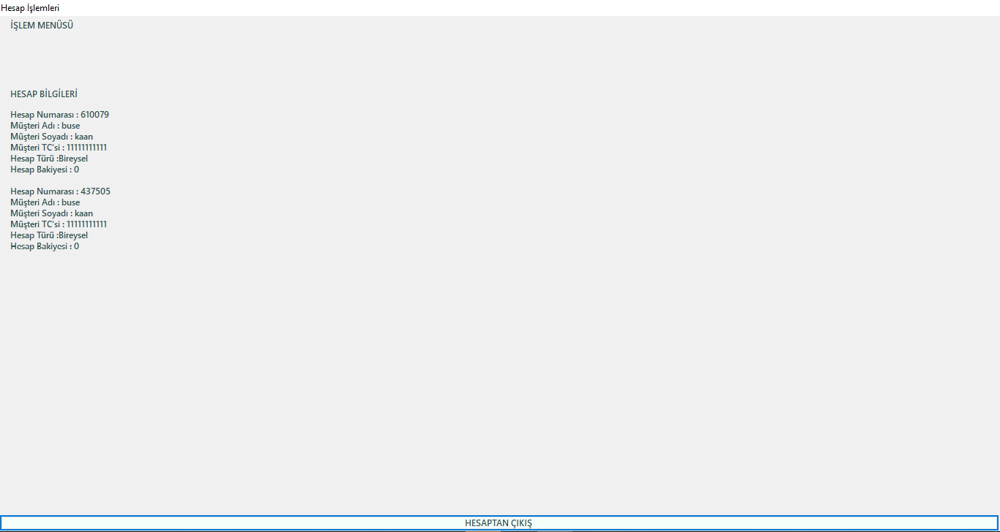 Hesap İşlemleri
İŞLEM MENÜSÜ
HESAP BİLGİLERİ
Hesap Numarası : 610079
Müşteri Adı : buse
Müşteri Soyadı : kaan
Müşteri TC'si : 11111111111
Hesap Türü :Bireysel
Hesap Bakiyesi : 0
Hesap Numarası : 437505
Müşteri Adı : buse
Müşteri Soyadı : kaan
Müşteri TC'si : 11111111111
Hesap Türü :Bireysel
Hesap Bakiyesi : 0
HESAPTAN ÇIKIŞ